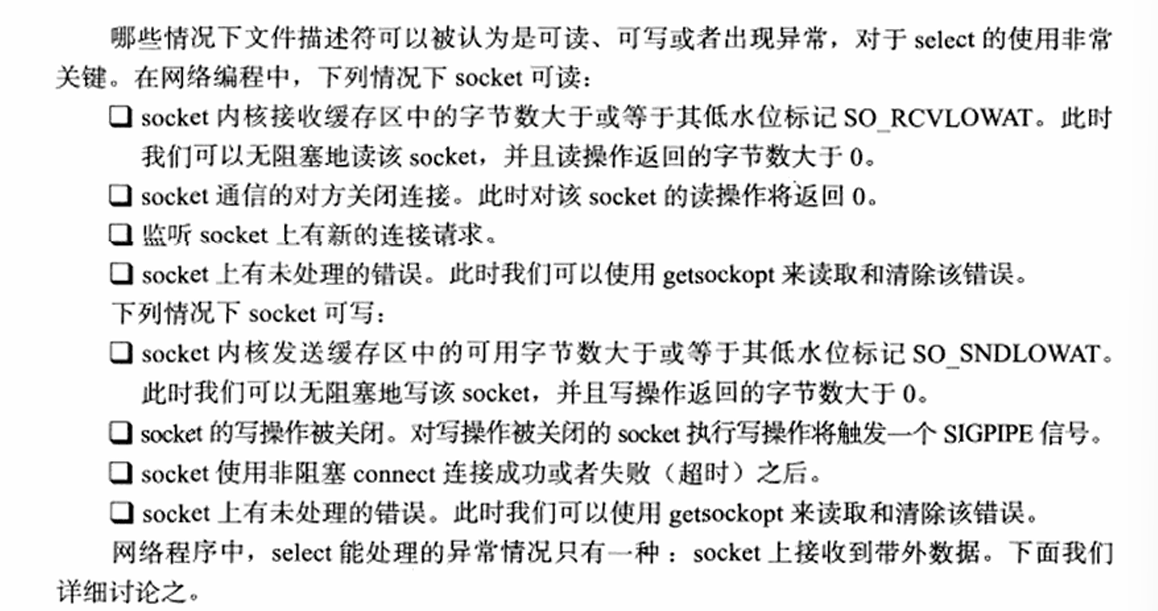 哪些情况下文件描述符可以被认为是可读、可写或者出现异常，对于 select 的使用非常
关键。在网络编程中，下列情况下 socket 可读：
❑ socket 内核接收缓存区中的字节数大于或等于其低水位标记 SO_RCVLOWAT。此时
我们可以无阻塞地读该 socket，并且读操作返回的字节数大于 0。
❑ socket 通信的对方关闭连接。此时对该 socket 的读操作将返回 0。
❑ 监听 socket 上有新的连接请求。
❑ socket 上有未处理的错误。此时我们可以使用 getsockopt 来读取和清除该错误。
下列情况下 socket 可写：
❑ socket 内核发送缓存区中的可用字节数大于或等于其低水位标记 SO_SNDLOWAT。
此时我们可以无阻塞地写该 socket，并且写操作返回的字节数大于 0。
❑ socket 的写操作被关闭。对写操作被关闭的 socket 执行写操作将触发一个 SIGPIPE 信号。
❑ socket 使用非阻塞 connect 连接成功或者失败（超时）之后。
❑ socket 上有未处理的错误。此时我们可以使用 getsockopt 来读取和清除该错误。
网络程序中，select 能处理的异常情况只有一种：socket 上接收到带外数据。下面我们
详细讨论之。